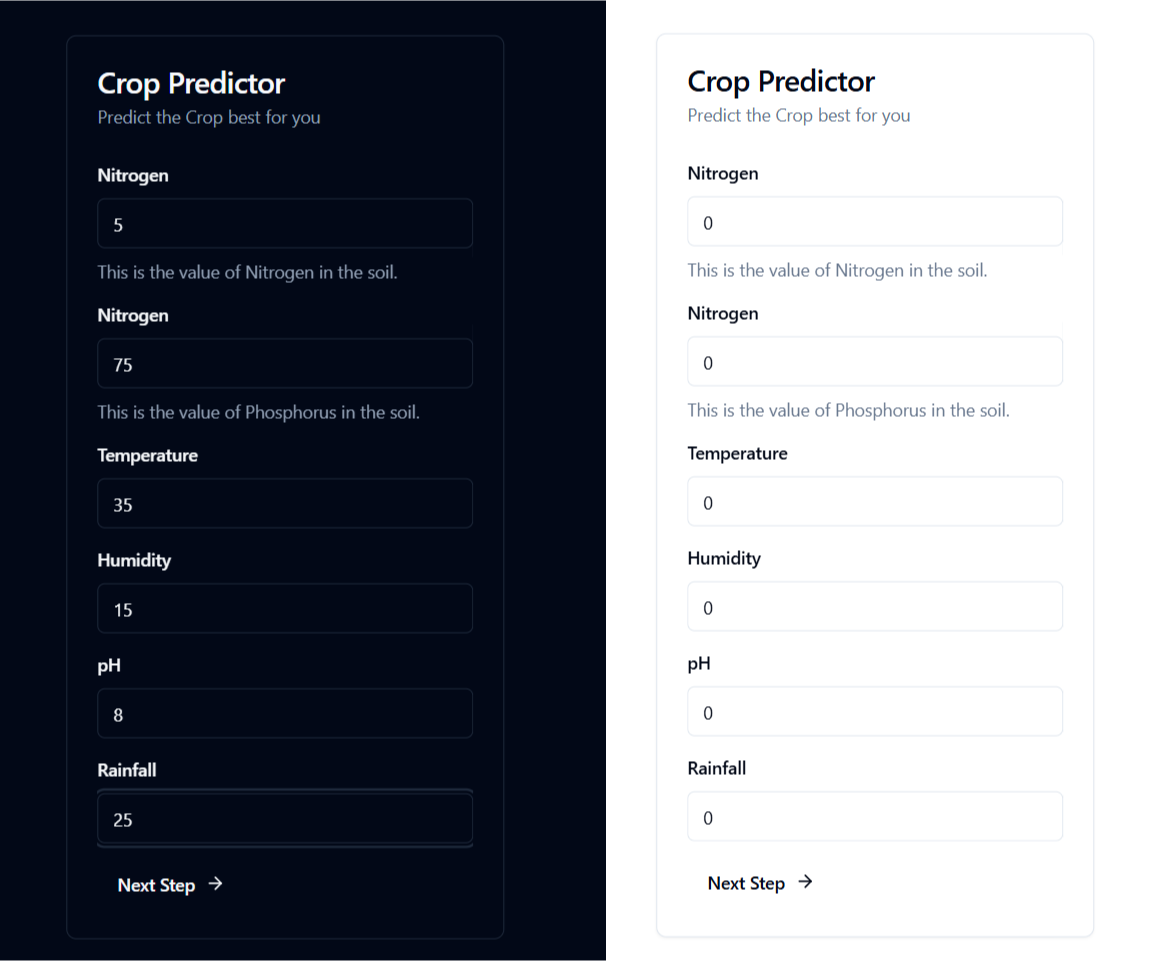 Crop Predictor
Predict the Crop best for you
Nitrogen
5
This is the value of Nitrogen in the soil.
Nitrogen
75
This is the value of Phosphorus in the soil.
Temperature
35
Humidity
15
pH
8
Rainfall
25
Next Step →
Crop Predictor
Predict the Crop best for you
Nitrogen
0
This is the value of Nitrogen in the soil.
Nitrogen
0
This is the value of Phosphorus in the soil.
Temperature
0
Humidity
0
pH
0
Rainfall
0
Next Step →